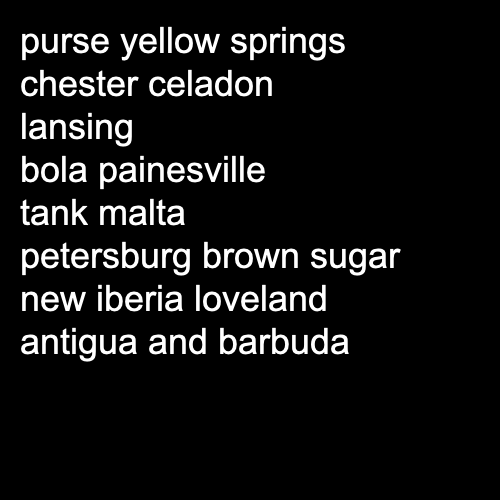 purse yellow springs
chester celadon
lansing
bola painesville
tank malta
petersburg brown sugar
new iberia loveland
antigua and barbuda